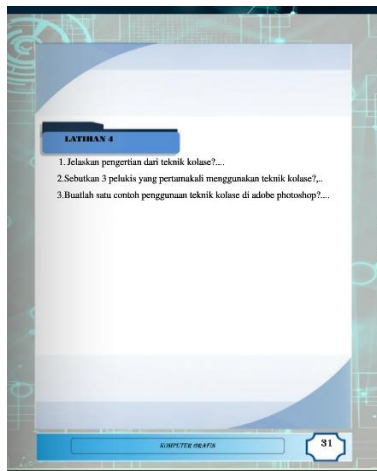 LATIHAN 4
1. Jelaskan pengertian dari teknik kolase?....
2.Sebutkan 3 pelukis yang pertamakali menggunakan teknik kolase?,..
3.Buatlah satu contoh penggunaan teknik kolase di adobe photoshop?....
KOMPUTER GRAFIS
31